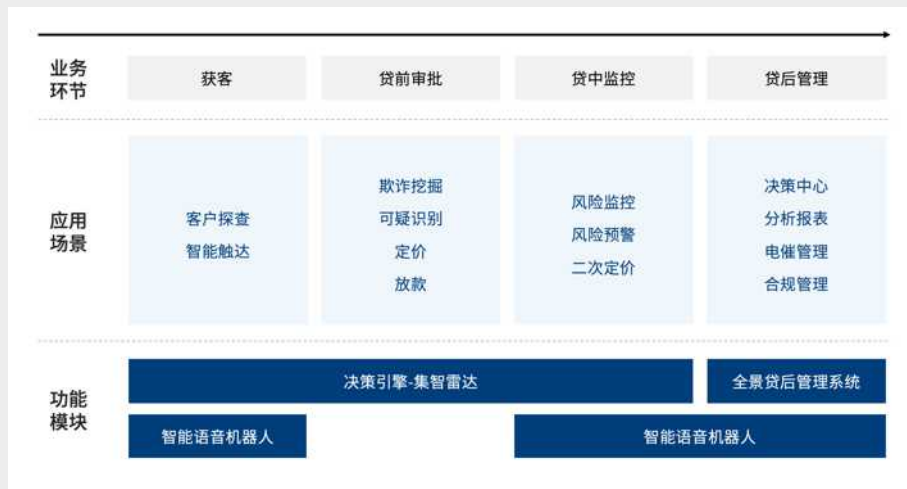 业务
环节
获客
贷前审批
贷中监控
贷后管理
应用
场景
客户探查
智能触达
欺诈挖掘
可疑识别
定价
放款
风险监控
风险预警
二次定价
决策中心
分析报表
电催管理
合规管理
功能
模块
决策引擎-集智雷达
全景贷后管理系统
智能语音机器人
智能语音机器人